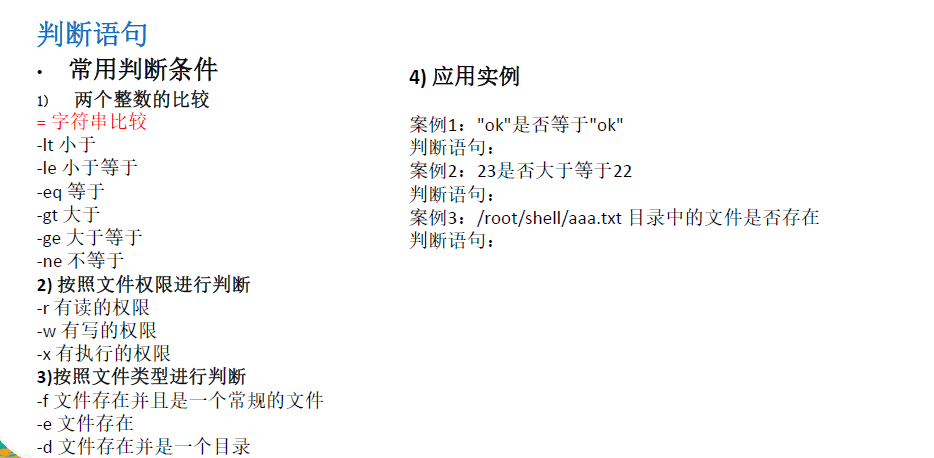 判断语句
• 常用判断条件
1) 两个整数的比较
= 字符串比较
-lt 小于
-le 小于等于
-eq 等于
-gt 大于
-ge 大于等于
-ne 不等于
2) 按照文件权限进行判断
-r 有读的权限
-w 有写的权限
-x 有执行的权限
3)按照文件类型进行判断
-f 文件存在并且是一个常规的文件
-e 文件存在
-d 文件存在并是一个目录
4) 应用实例
案例1："ok"是否等于"ok"
判断语句：
案例2：23是否大于等于22
判断语句：
案例3：/root/shell/aaa.txt 目录中的文件是否存在
判断语句：